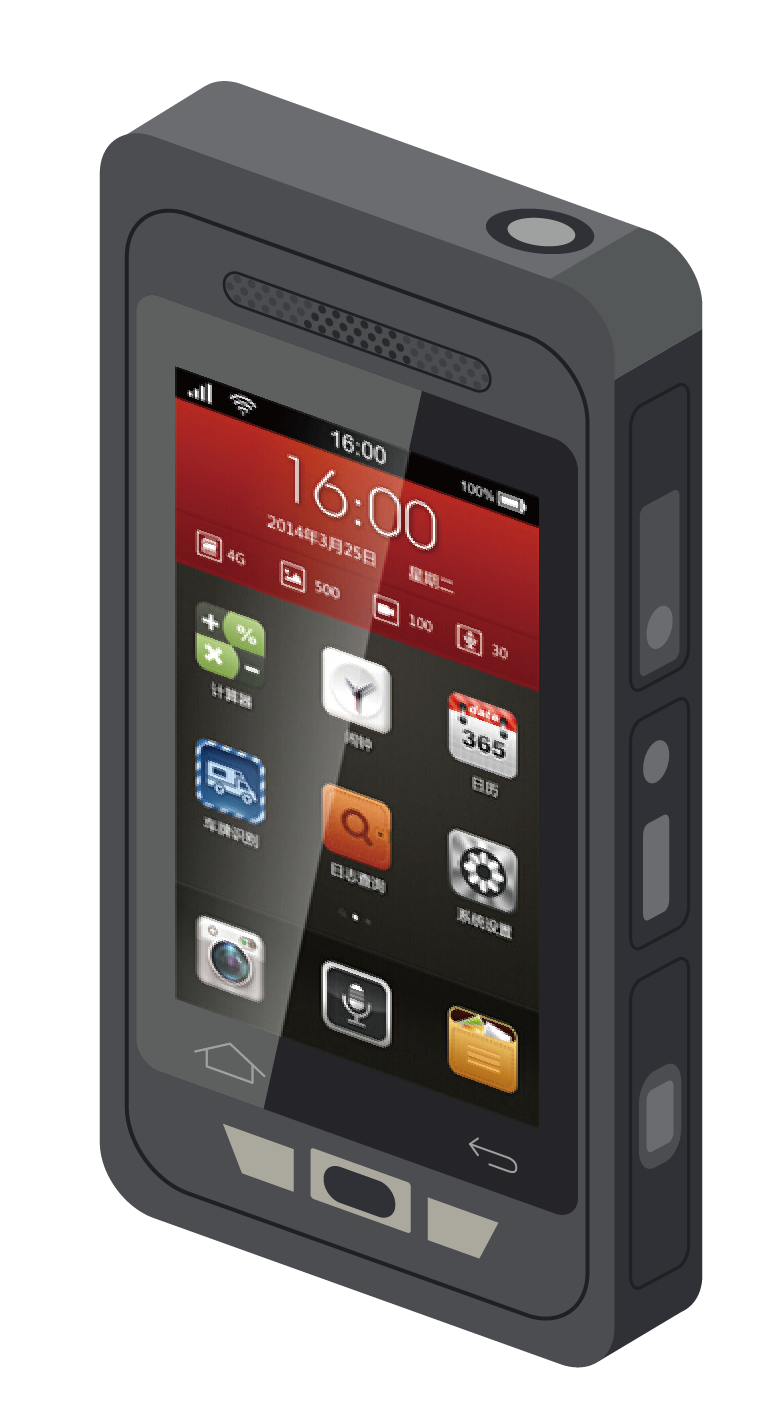 16:00
100%
16:00
2014年3月25日 星期二
4G 500 100 30
+ %
× −
计算器
闹钟
data
365
日历
车牌识别
日志查询
系统设置